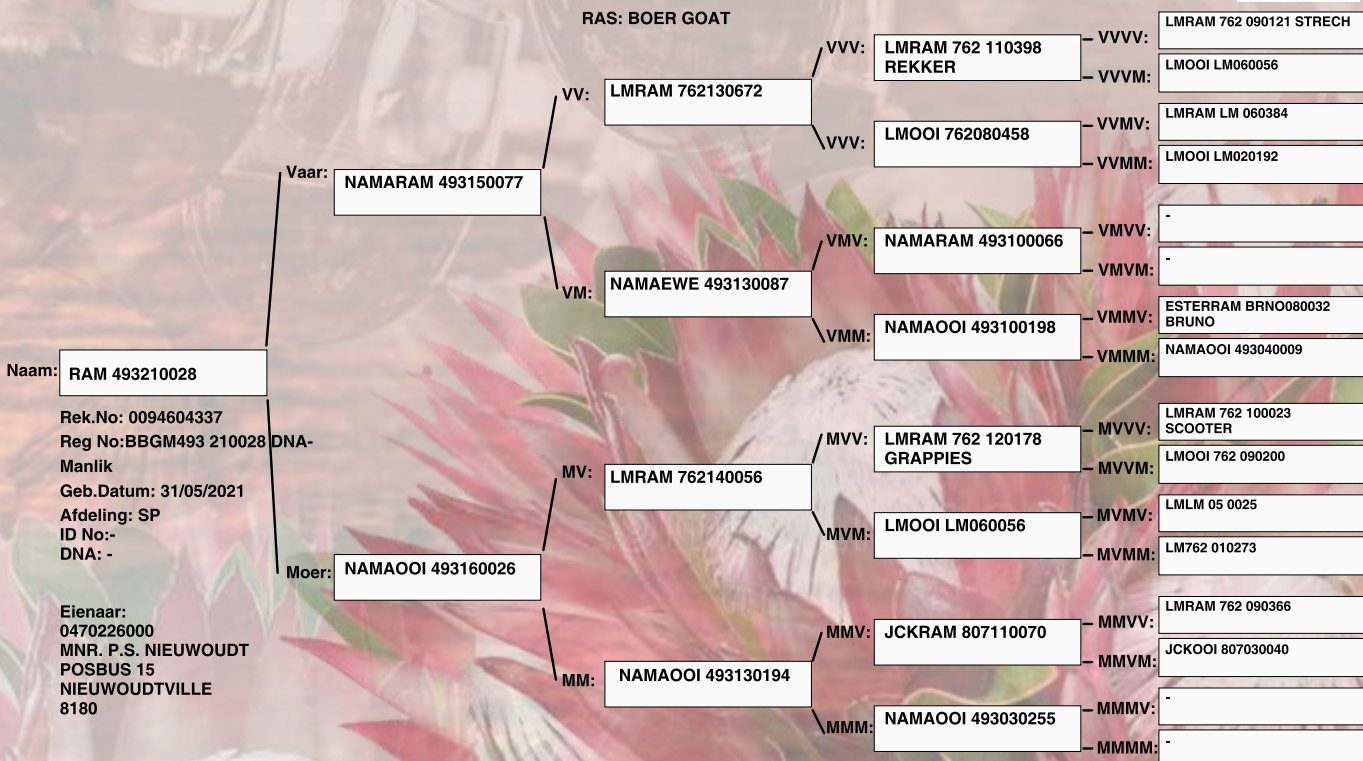 RAS: BOER GOAT
Naam: RAM 493210028
Rek.No: 0094604337
Reg No:BBGM493 210028 DNA-
Manlik
Geb.Datum: 31/05/2021
Afdeling: SP
ID No:-
DNA: -
Eienaar:
0470226000
MNR. P.S. NIEUWOUDT
POSBUS 15
NIEUWOUDTVILLE
8180
Vaar: NAMARAM 493150077
Moer: NAMAOOI 493160026
VV: LMRAM 762130672
VM: NAMAEWE 493130087
MV: LMRAM 762140056
MM: NAMAOOI 493130194
VVV: LMRAM 762 110398
REKKER
VVV: LMOOI 762080458
VMV: NAMARAM 493100066
VMM: NAMAOOI 493100198
MVV: LMRAM 762 120178
GRAPPIES
MVM: LMOOI LM060056
MMV: JCKRAM 807110070
MMM: NAMAOOI 493030255
VVVV: LMRAM 762 090121 STRECH
VVVM: LMOOI LM060056
VVMV: LMRAM LM 060384
VVMM: LMOOI LM020192
VMVV: -
VMVM: -
VMMV: ESTERRAM BRNO080032
BRUNO
VMMM: NAMAOOI 493040009
MVVV: LMRAM 762 100023
SCOOTER
MVVM: LMOOI 762 090200
MVMV: LMLM 05 0025
MVMM: LM762 010273
MMVV: LMRAM 762 090366
MMVM: JCKOOI 807030040
MMMV: -
MMMM: -